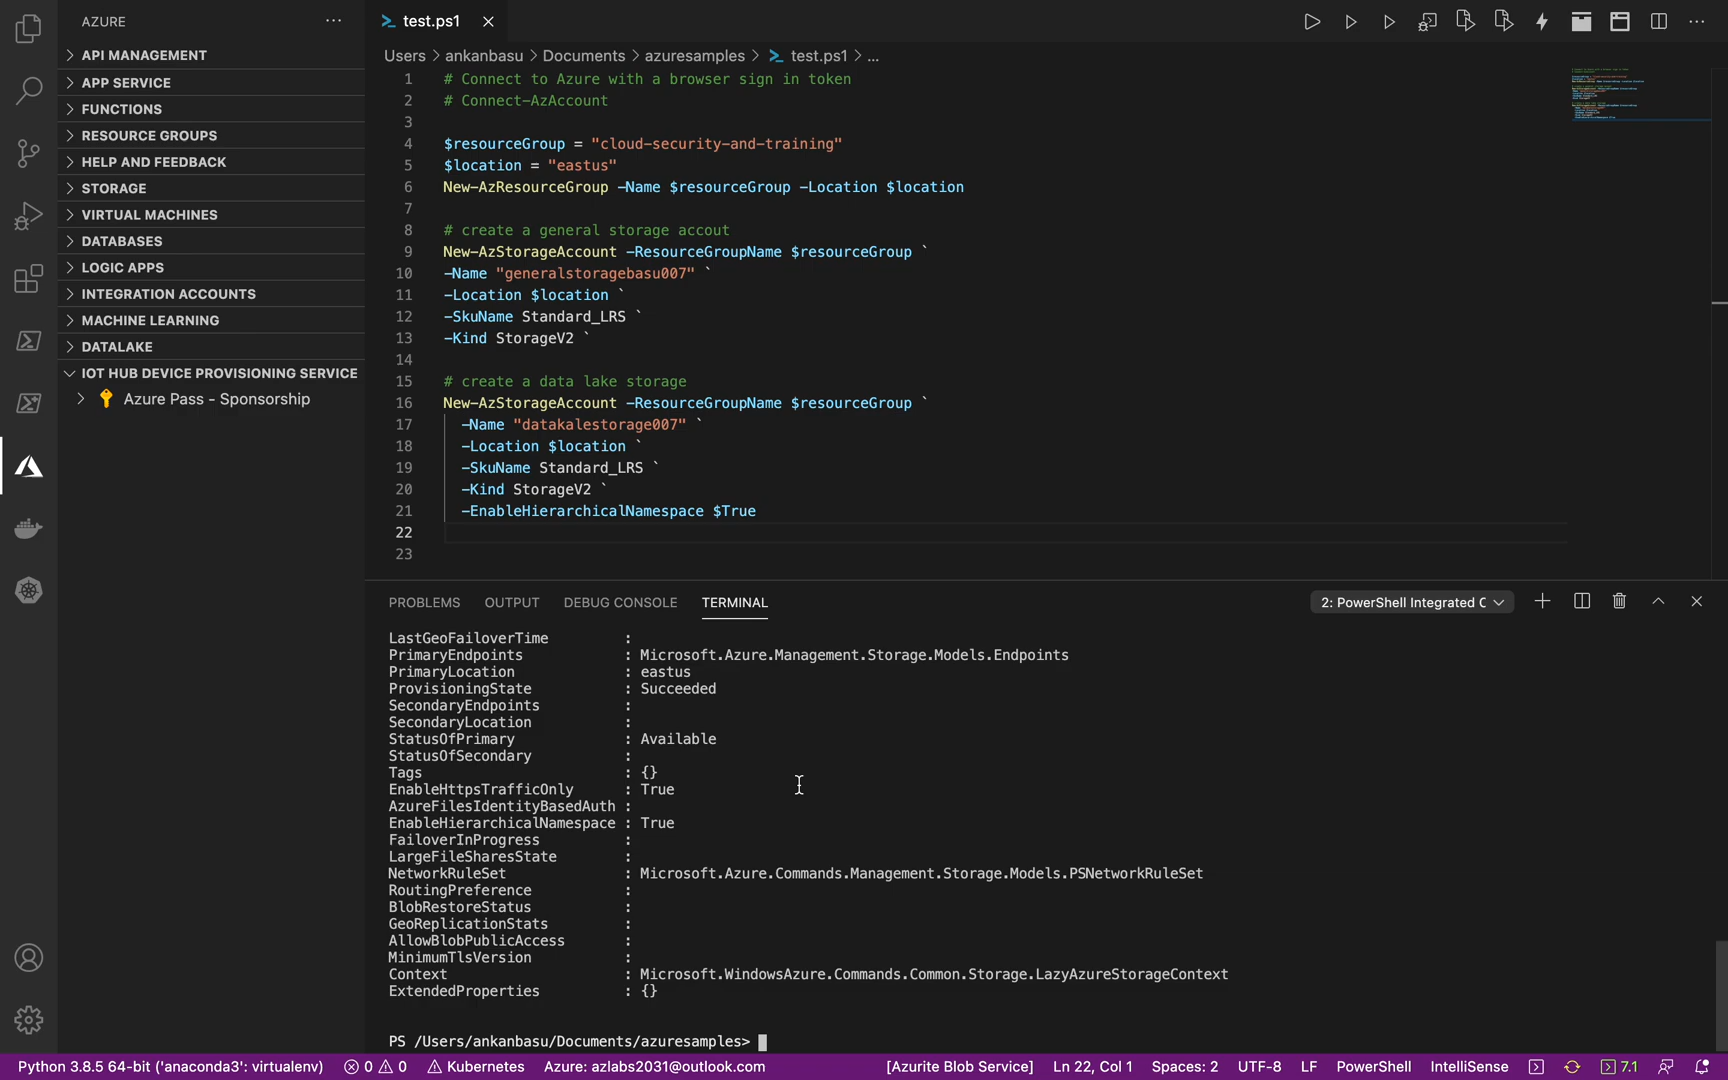 AZURE
test.ps1
API MANAGEMENT
APP SERVICE
FUNCTIONS
RESOURCE GROUPS
HELP AND FEEDBACK
STORAGE
VIRTUAL MACHINES
DATABASES
LOGIC APPS
INTEGRATION ACCOUNTS
MACHINE LEARNING
DATALAKE
IOT HUB DEVICE PROVISIONING SERVICE
Azure Pass - Sponsorship
Users > ankanbasu > Documents > azuresamples > test.ps1 > ...
1 # Connect to Azure with a browser sign in token
2 # Connect-AzAccount
3
4 $resourceGroup = "cloud-security-and-training"
5 $location = "eastus"
6 New-AzResourceGroup -Name $resourceGroup -Location $location
7
8 # create a general storage accout
9 New-AzStorageAccount -ResourceGroupName $resourceGroup `
10 -Name "generalstoragebasu007" `
11 -Location $location `
12 -SkuName Standard_LRS `
13 -Kind StorageV2 `
14
15 # create a data lake storage
16 New-AzStorageAccount -ResourceGroupName $resourceGroup `
17 -Name "datakalestorage007" `
18 -Location $location `
19 -SkuName Standard_LRS `
20 -Kind StorageV2 `
21 -EnableHierarchicalNamespace $True
22
23
PROBLEMS OUTPUT DEBUG CONSOLE TERMINAL
2: PowerShell Integrated C
LastGeoFailoverTime :
PrimaryEndpoints : Microsoft.Azure.Management.Storage.Models.Endpoints
PrimaryLocation : eastus
ProvisioningState : Succeeded
SecondaryEndpoints :
SecondaryLocation :
StatusOfPrimary : Available
StatusOfSecondary :
Tags : {}
EnableHttpsTrafficOnly : True
AzureFilesIdentityBasedAuth :
EnableHierarchicalNamespace : True
FailoverInProgress :
LargeFileSharesState :
NetworkRuleSet : Microsoft.Azure.Commands.Management.Storage.Models.PSNetworkRuleSet
RoutingPreference :
BlobRestoreStatus :
GeoReplicationStats :
AllowBlobPublicAccess :
MinimumTlsVersion :
Context : Microsoft.WindowsAzure.Commands.Common.Storage.LazyAzureStorageContext
ExtendedProperties : {}
PS /Users/ankanbasu/Documents/azuresamples>
Python 3.8.5 64-bit ('anaconda3': virtualenv) 0 0 Kubernetes Azure: azlabs2031@outlook.com [Azurite Blob Service] Ln 22, Col 1 Spaces: 2 UTF-8 LF PowerShell IntelliSense 7.1